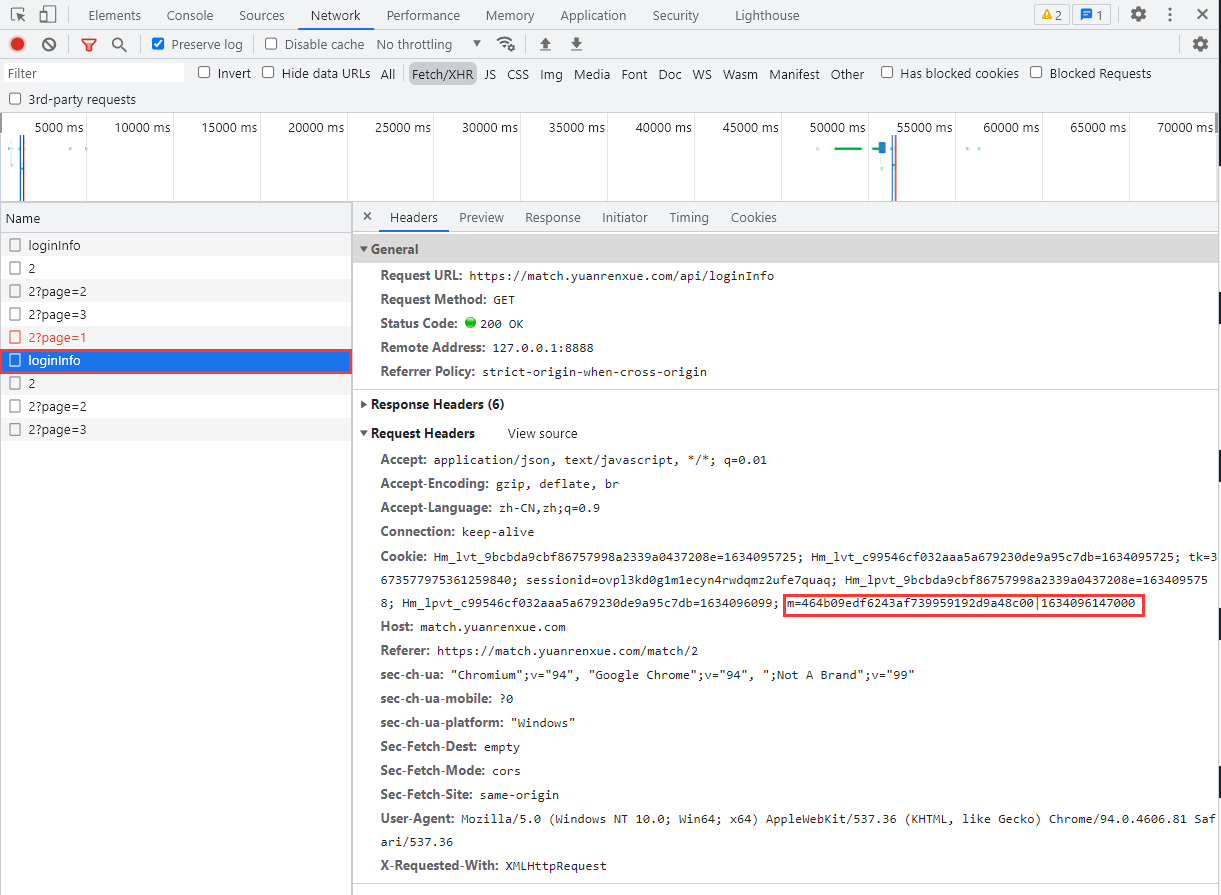 Elements Console Sources Network Performance Memory Application Security Lighthouse 2 1
Preserve log Disable cache No throttling
Filter Invert Hide data URLs All Fetch/XHR JS CSS Img Media Font Doc WS Wasm Manifest Other Has blocked cookies Blocked Requests
3rd-party requests
5000 ms 10000 ms 15000 ms 20000 ms 25000 ms 30000 ms 35000 ms 40000 ms 45000 ms 50000 ms 55000 ms 60000 ms 65000 ms 70000 ms
Name
loginInfo
2
2?page=2
2?page=3
2?page=1
loginInfo
2
2?page=2
2?page=3
× Headers Preview Response Initiator Timing Cookies
General
Request URL: https://match.yuanrenxue.com/api/loginInfo
Request Method: GET
Status Code: 200 OK
Remote Address: 127.0.0.1:8888
Referrer Policy: strict-origin-when-cross-origin
Response Headers (6)
Request Headers View source
Accept: application/json, text/javascript, */*; q=0.01
Accept-Encoding: gzip, deflate, br
Accept-Language: zh-CN,zh;q=0.9
Connection: keep-alive
Cookie: Hm_lvt_9bcbda9cbf86757998a2339a0437208e=1634095725; Hm_lvt_c99546cf032aaa5a679230de9a95c7db=1634095725; tk=3
673577975361259840; sessionid=ovpl3kd0g1m1ecyn4rwdqmz2ufe7quaq; Hm_lpvt_9bcbda9cbf86757998a2339a0437208e=163409575
8; Hm_lpvt_c99546cf032aaa5a679230de9a95c7db=1634096099; m=464b09edf6243af739959192d9a48c00|1634096147000
Host: match.yuanrenxue.com
Referer: https://match.yuanrenxue.com/match/2
sec-ch-ua: "Chromium";v="94", "Google Chrome";v="94", ";Not A Brand";v="99"
sec-ch-ua-mobile: ?0
sec-ch-ua-platform: "Windows"
Sec-Fetch-Dest: empty
Sec-Fetch-Mode: cors
Sec-Fetch-Site: same-origin
User-Agent: Mozilla/5.0 (Windows NT 10.0; Win64; x64) AppleWebKit/537.36 (KHTML, like Gecko) Chrome/94.0.4606.81 Saf
ari/537.36
X-Requested-With: XMLHttpRequest